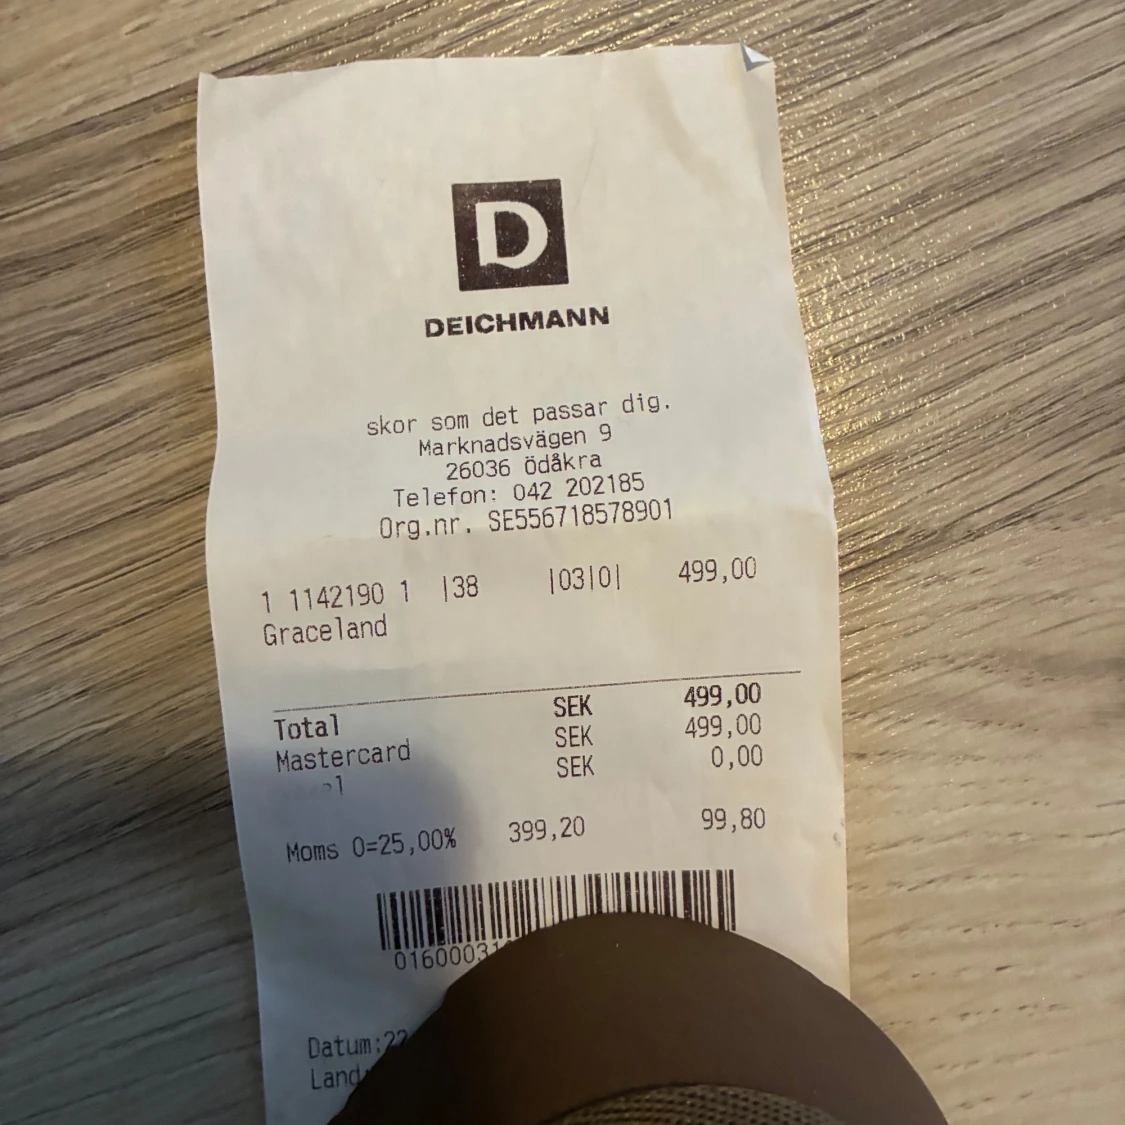 D
DEICHMANN
skor som det passar dig.
Marknadsvägen 9
26036 Ödåkra
Telefon: 042 202185
Org.nr. SE556718578901
1 1142190 1 |38 |03|0| 499,00
Graceland
Total SEK 499,00
Mastercard SEK 499,00
SEK 0,00
Moms 0=25,00% 399,20 99,80
Datum:22
Land